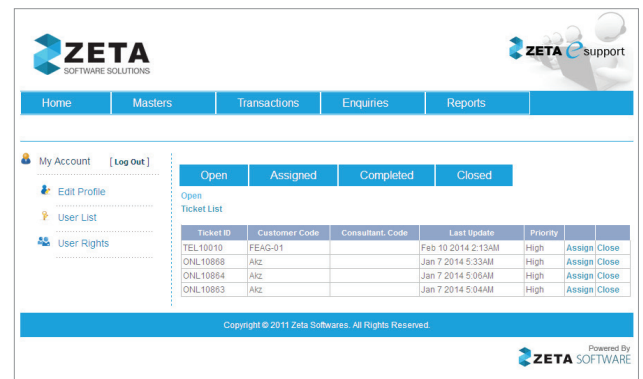 ZETA
SOFTWARE SOLUTIONS
ZETA e support
Home Masters Transactions Enquiries Reports
My Account [ Log Out ]
Edit Profile
User List
User Rights
Open Assigned Completed Closed
Open
Ticket List
Ticket ID Customer Code Consultant. Code Last Update Priority
TEL10010 FEAG-01 Feb 10 2014 2:13AM High Assign Close
ONL10868 Akz. Jan 7 2014 5:33AM High Assign Close
ONL10864 Akz. Jan 7 2014 5:06AM High Assign Close
ONL10863 Akz. Jan 7 2014 5:04AM High Assign Close
Copyright © 2011 Zeta Softwares. All Rights Reserved.
Powered By
ZETA SOFTWARE